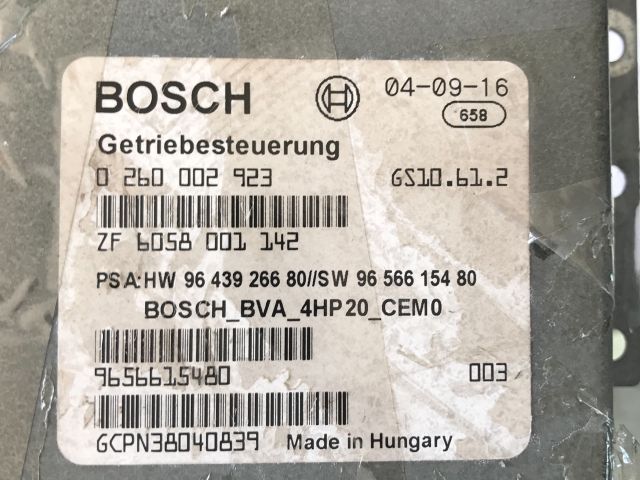 BOSCH 04-09-16
658
Getriebesteuerung
0 260 002 923 GS10.61.2
ZF 6058 001 142
PSA:HW 96 439 266 80//SW 96 566 154 80
BOSCH_BVA_4HP20_CEM0
9656615480 003
GCPN38040839 Made in Hungary